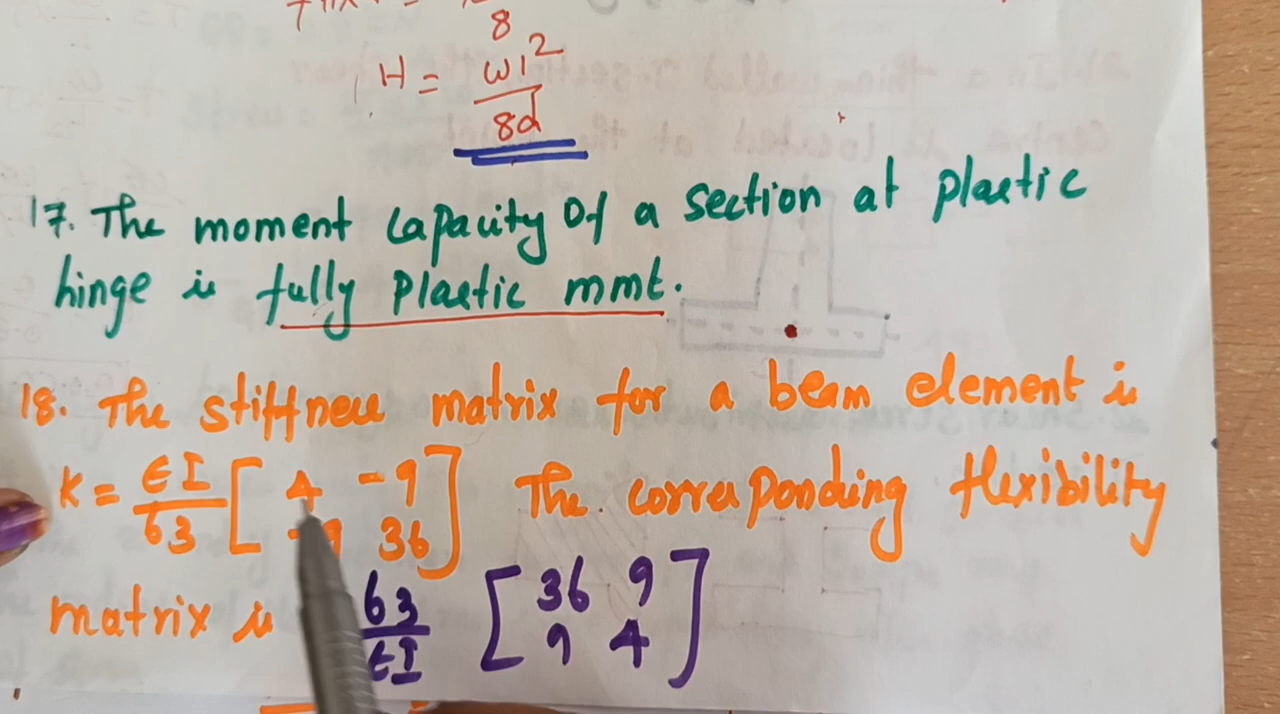 8
H = wl²
8d
17. The moment capacity of a section at plastic
hinge is fully plastic mmt.
18. The stiffness matrix for a beam element is
K = EI/63 [ 4 -9 ] The corresponding flexibility
36
matrix is 63/EI [ 36 9 ]
9 4